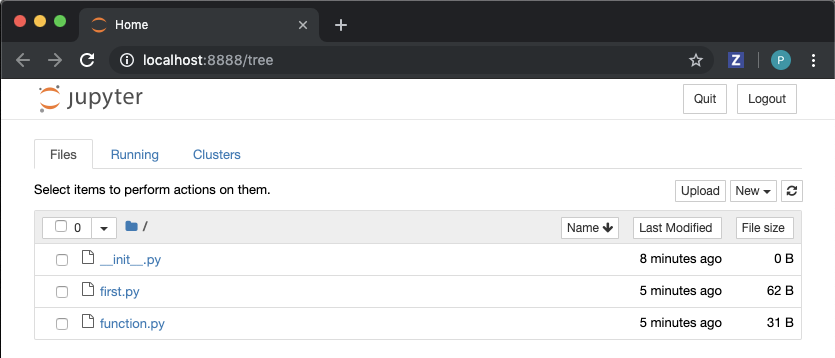 Home
localhost:8888/tree
Z
P
jupyter
Quit
Logout
Files
Running
Clusters
Select items to perform actions on them.
Upload
New
0
/
Name
Last Modified
File size
__init__.py
8 minutes ago
0 B
first.py
5 minutes ago
62 B
function.py
5 minutes ago
31 B